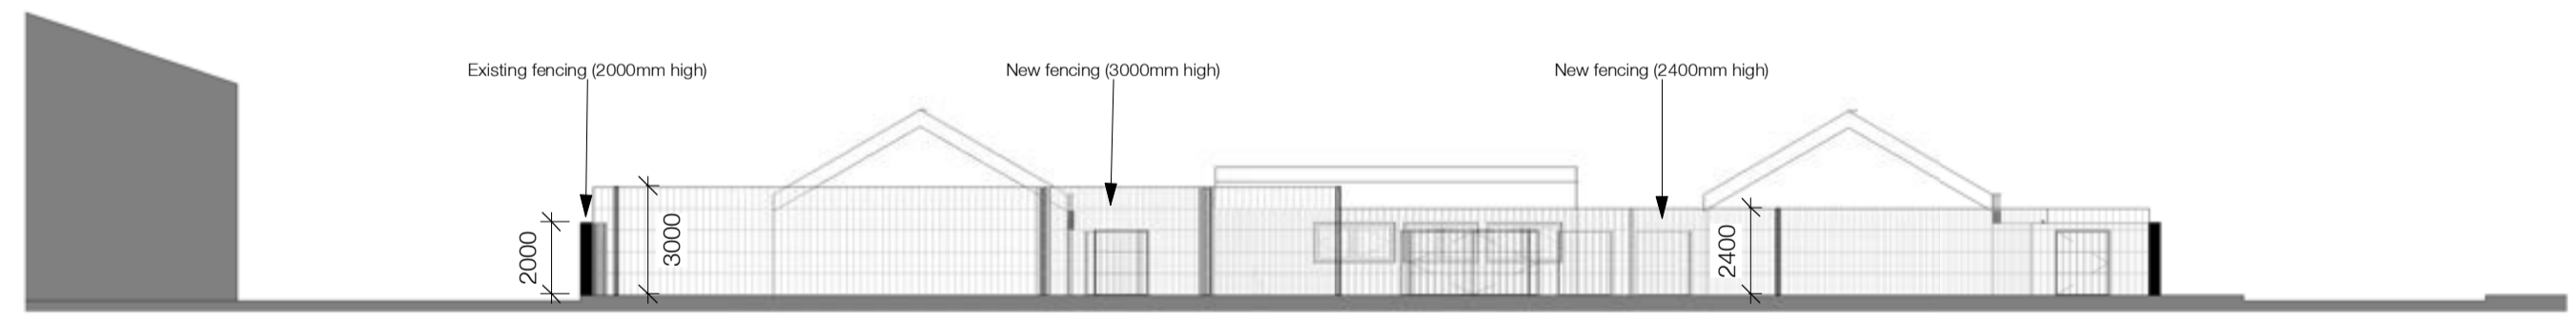 Existing fencing (2000mm high)
New fencing (3000mm high)
New fencing (2400mm high)
2000
3000
2400